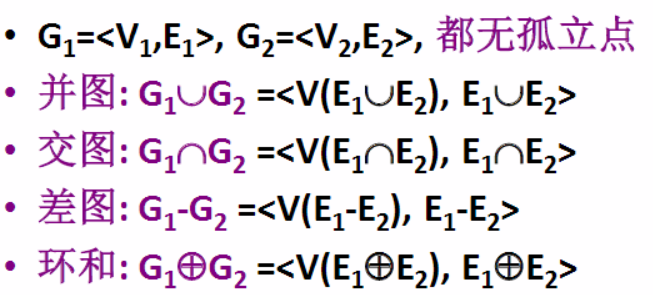 • G₁=<V₁,E₁>, G₂=<V₂,E₂>, 都无孤立点
• 并图: G₁∪G₂ =<V(E₁∪E₂), E₁∪E₂>
• 交图: G₁∩G₂ =<V(E₁∩E₂), E₁∩E₂>
• 差图: G₁-G₂ =<V(E₁-E₂), E₁-E₂>
• 环和: G₁⊕G₂ =<V(E₁⊕E₂), E₁⊕E₂>